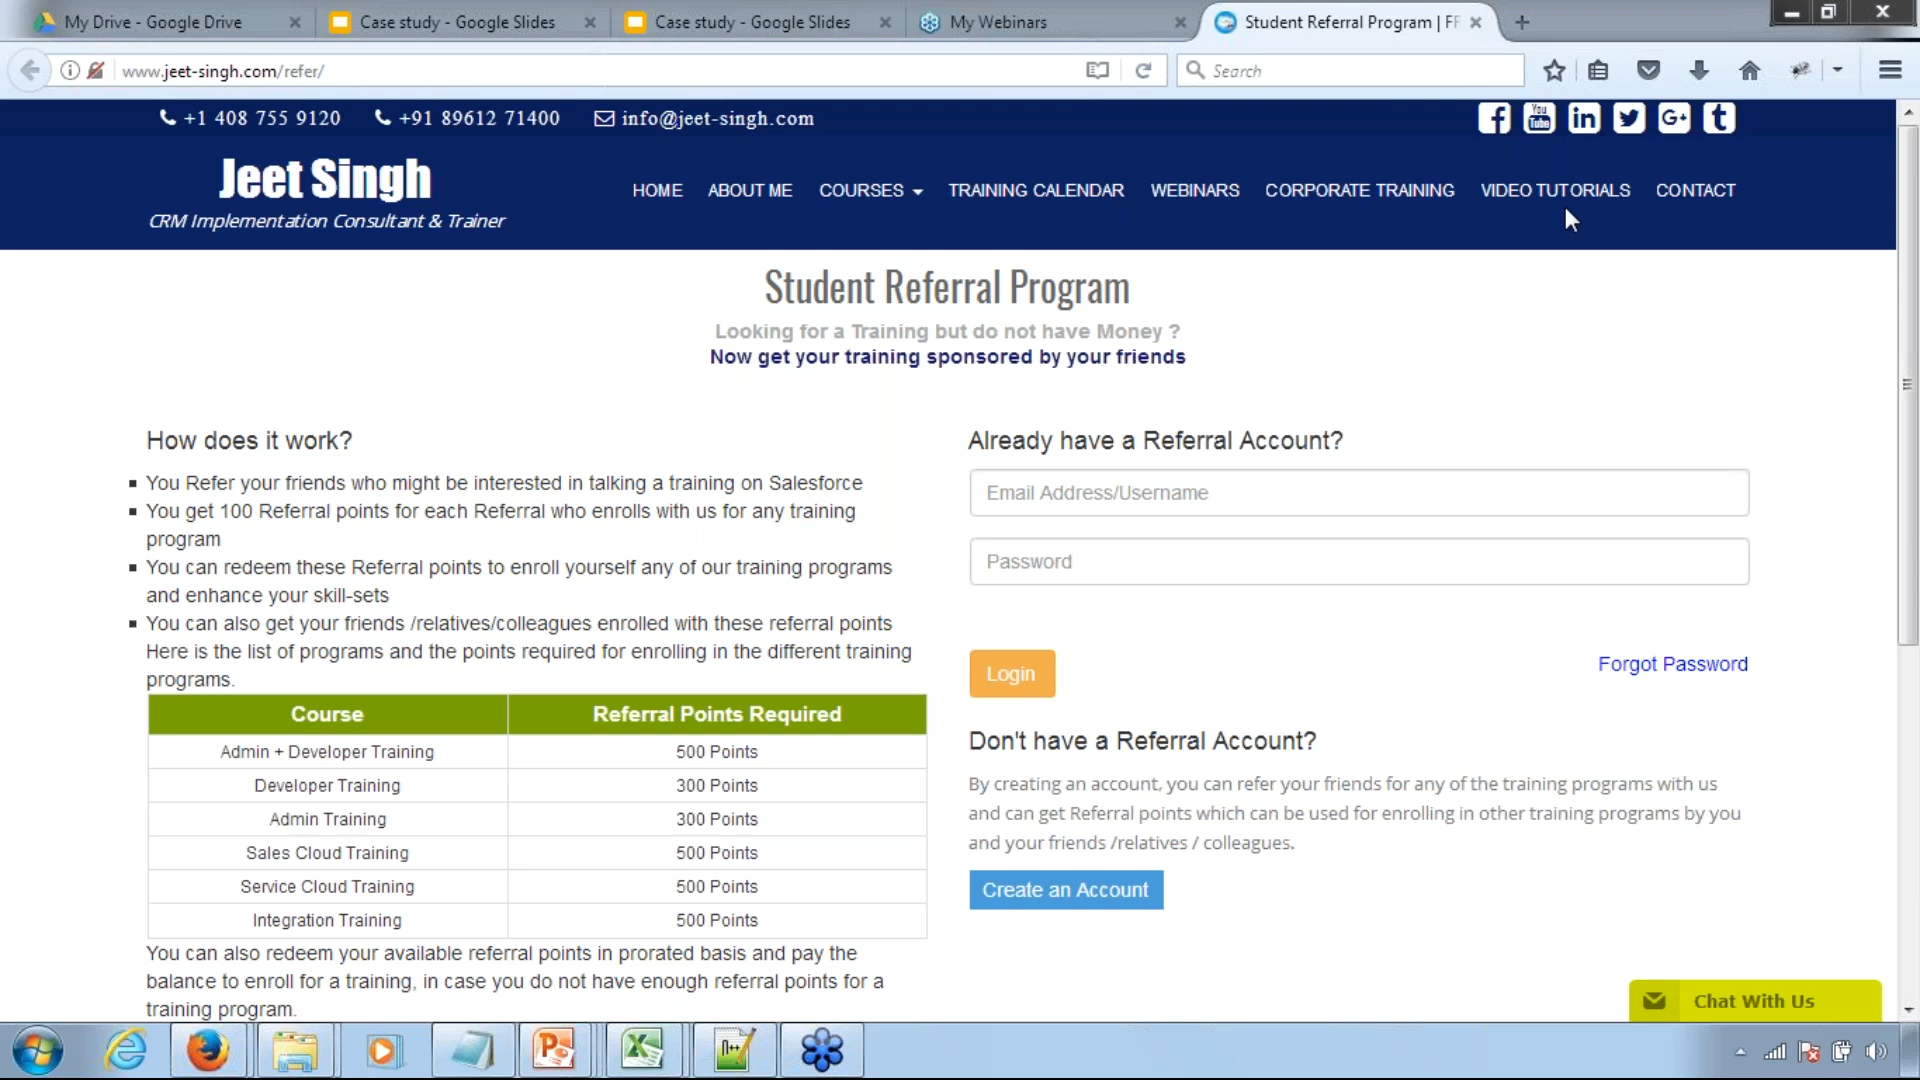 My Drive - Google Drive
Case study - Google Slides
Case study - Google Slides
My Webinars
Student Referral Program | FF
www.jeet-singh.com/refer/
Search
+1 408 755 9120
+91 89612 71400
info@jeet-singh.com
You
Tube
in
G+
t
Jeet Singh
CRM Implementation Consultant & Trainer
HOME
ABOUT ME
COURSES
TRAINING CALENDAR
WEBINARS
CORPORATE TRAINING
VIDEO TUTORIALS
CONTACT
Student Referral Program
Looking for a Training but do not have Money ?
Now get your training sponsored by your friends
How does it work?
You Refer your friends who might be interested in talking a training on Salesforce
You get 100 Referral points for each Referral who enrolls with us for any training
program
You can redeem these Referral points to enroll yourself any of our training programs
and enhance your skill-sets
You can also get your friends /relatives/colleagues enrolled with these referral points
Here is the list of programs and the points required for enrolling in the different training
programs.
Course Referral Points Required
Admin + Developer Training 500 Points
Developer Training 300 Points
Admin Training 300 Points
Sales Cloud Training 500 Points
Service Cloud Training 500 Points
Integration Training 500 Points
You can also redeem your available referral points in prorated basis and pay the
balance to enroll for a training, in case you do not have enough referral points for a
training program.
Already have a Referral Account?
Email Address/Username
Password
Login
Forgot Password
Don't have a Referral Account?
By creating an account, you can refer your friends for any of the training programs with us
and can get Referral points which can be used for enrolling in other training programs by you
and your friends /relatives / colleagues.
Create an Account
Chat With Us